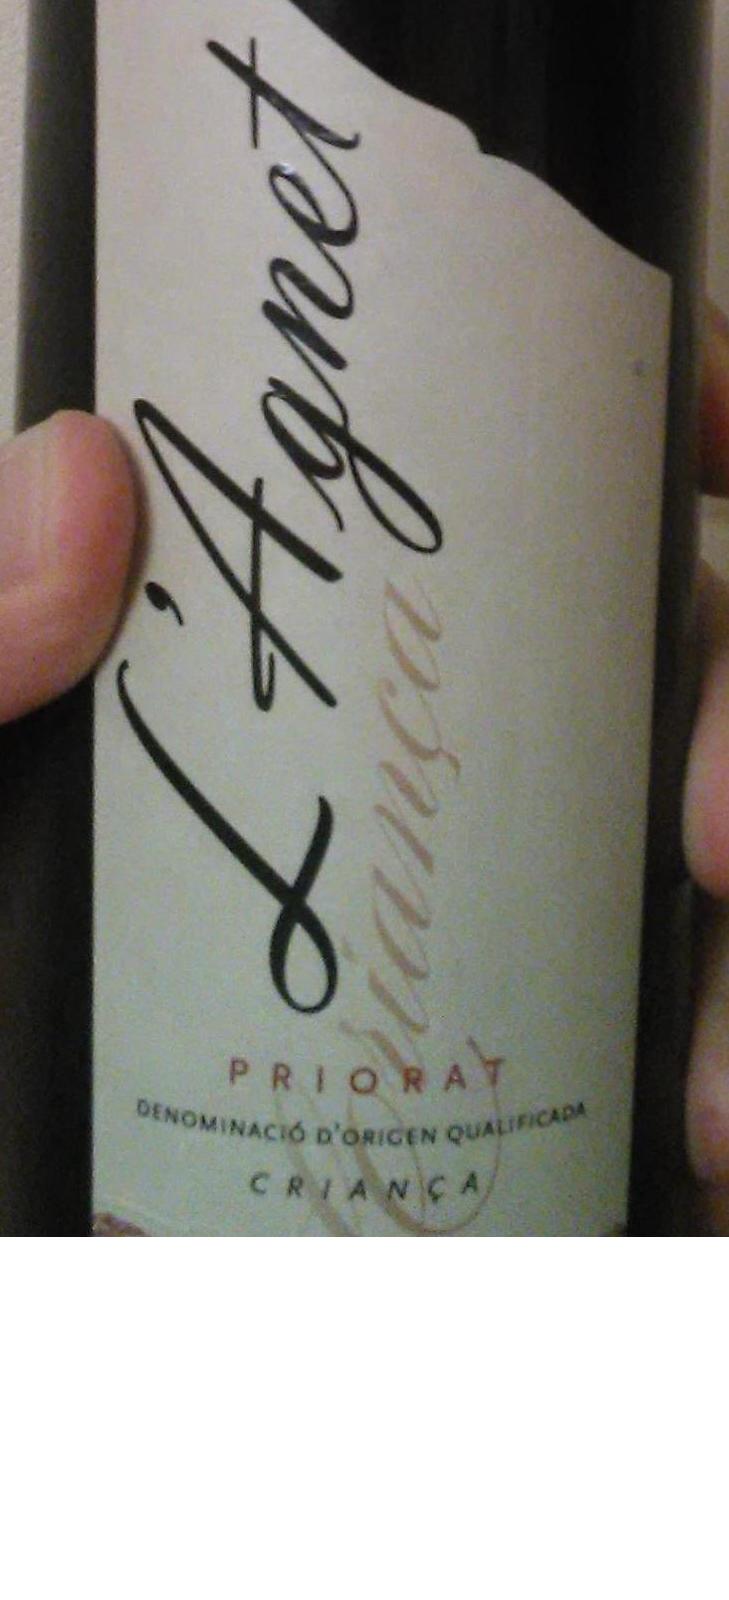 L'Agnet
Criança
PRIORAT
DENOMINACIÓ D'ORIGEN QUALIFICADA
CRIANÇA